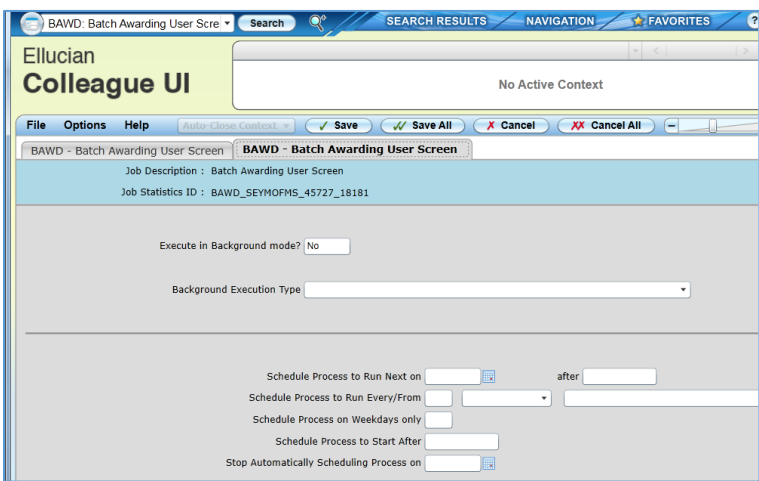 BAWD: Batch Awarding User Scre Search SEARCH RESULTS NAVIGATION FAVORITES ?
Ellucian
Colleague UI
No Active Context
File Options Help Auto-Close Context Save Save All Cancel Cancel All
BAWD - Batch Awarding User Screen BAWD - Batch Awarding User Screen
Job Description : Batch Awarding User Screen
Job Statistics ID : BAWD_SEYMOFMS_45727_18181
Execute in Background mode? No
Background Execution Type
Schedule Process to Run Next on after
Schedule Process to Run Every/From
Schedule Process on Weekdays only
Schedule Process to Start After
Stop Automatically Scheduling Process on